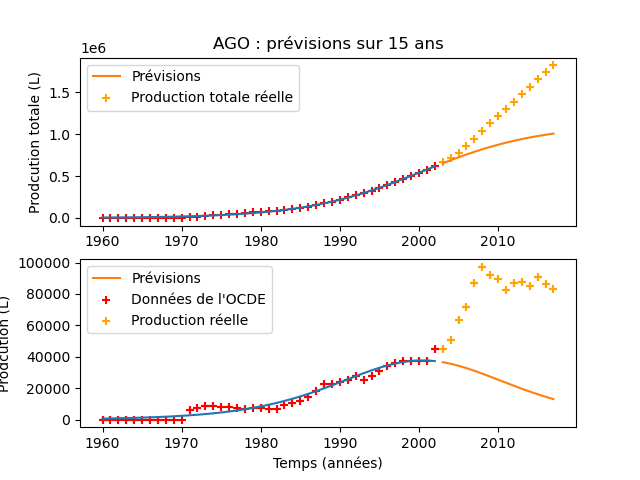 AGO : prévisions sur 15 ans
1e6
Prodcution totale (L)
1.5
1.0
0.5
0.0
Prévisions
Production totale réelle
1960 1970 1980 1990 2000 2010
Prodcution (L)
100000
80000
60000
40000
20000
0
Prévisions
Données de l'OCDE
Production réelle
1960 1970 1980 1990 2000 2010
Temps (années)